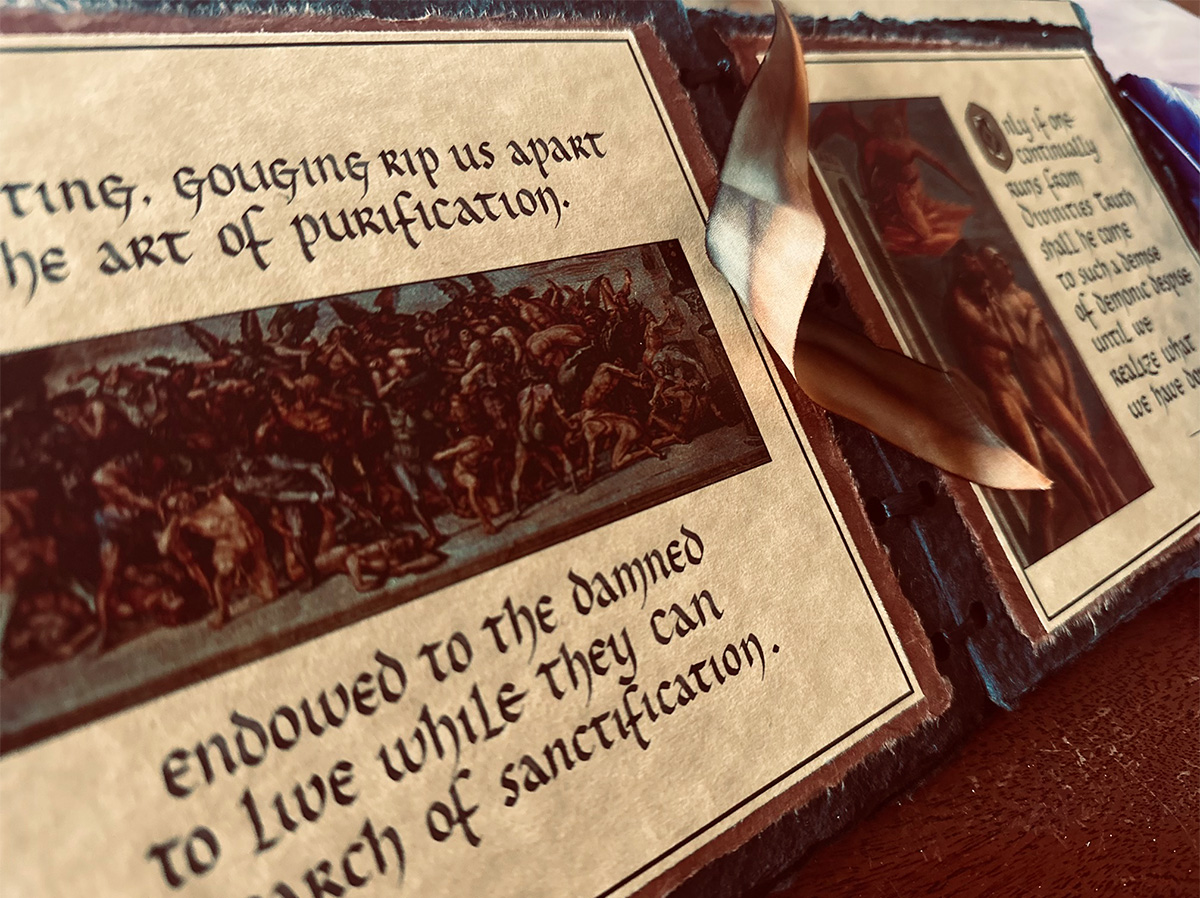 TING, GOUGING RIP US APART
HE ART OF PURIFICATION.
ENDOWED TO THE DAMNED
TO LIVE WHILE THEY CAN
ARCH OF SANCTIFICATION.
Only if one
continually
runs from
Divinities Truth
shall he come
to such a demise
of demonic despise
until we
realize what
we have do